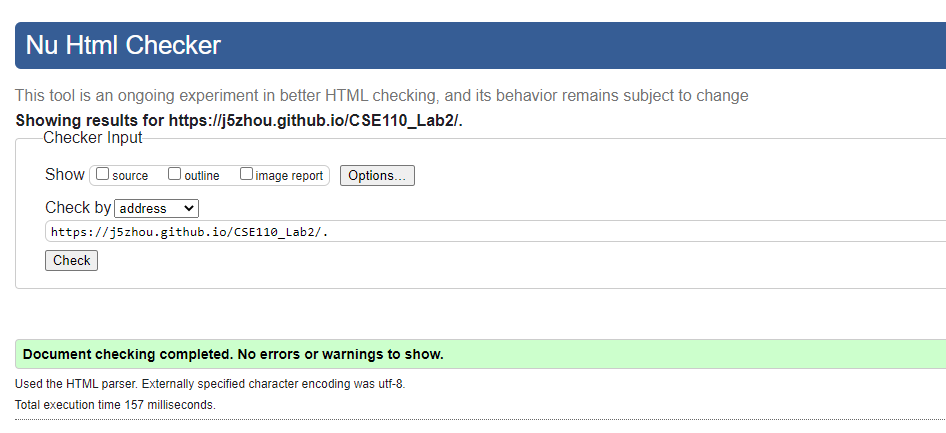 Nu Html Checker
This tool is an ongoing experiment in better HTML checking, and its behavior remains subject to change
Showing results for https://j5zhou.github.io/CSE110_Lab2/.
Checker Input
Show source outline image report Options...
Check by address
https://j5zhou.github.io/CSE110_Lab2/.
Check
Document checking completed. No errors or warnings to show.
Used the HTML parser. Externally specified character encoding was utf-8.
Total execution time 157 milliseconds.